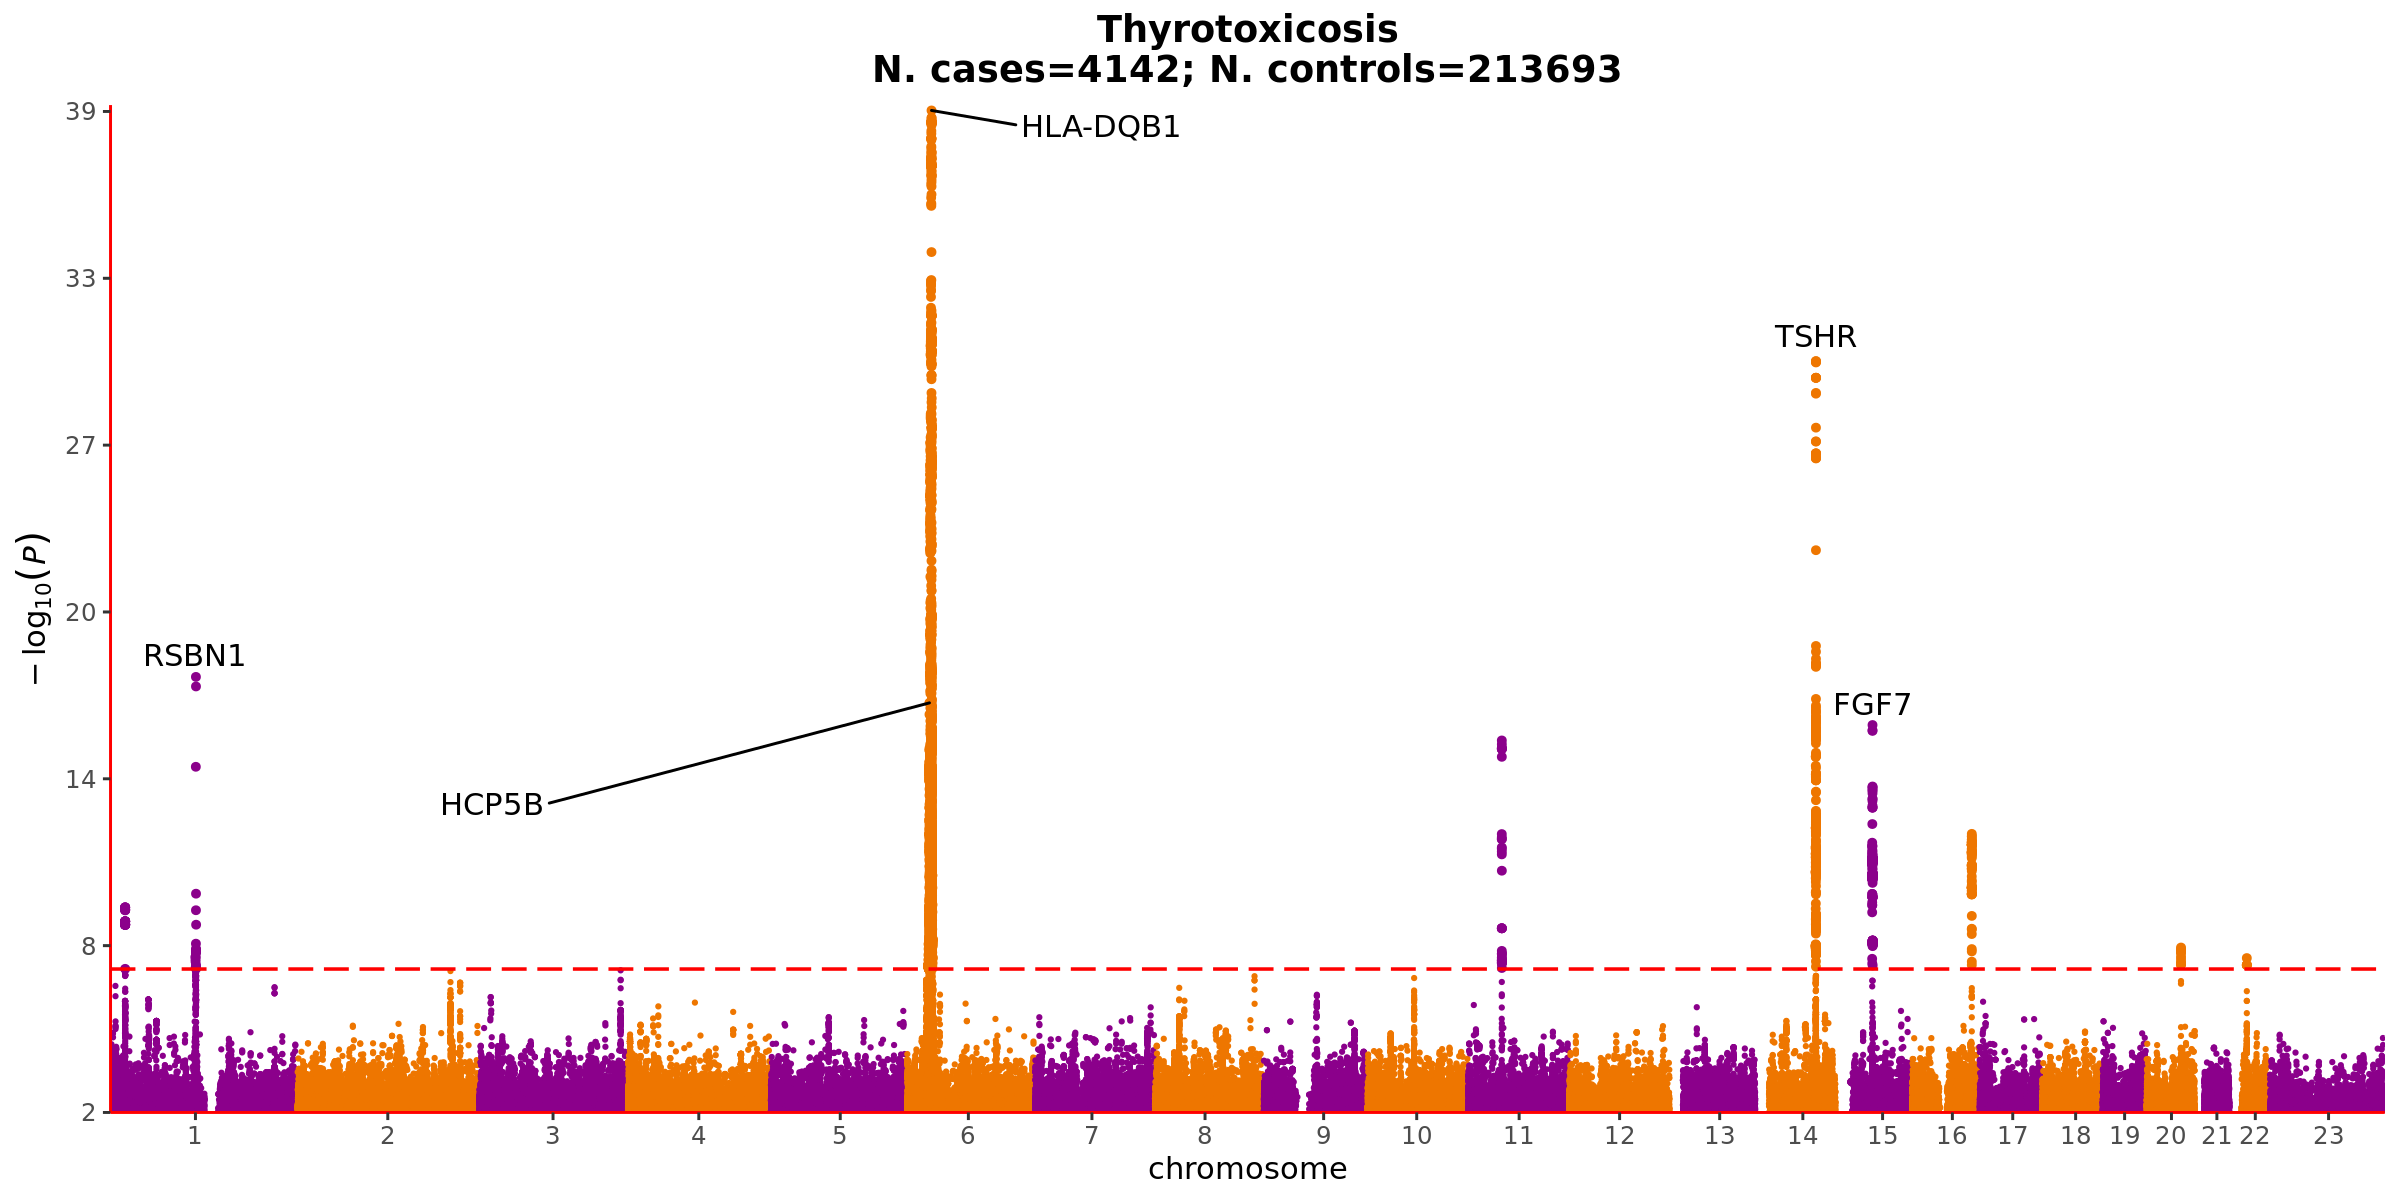 Thyrotoxicosis
N. cases=4142; N. controls=213693
39
HLA-DQB1
33
TSHR
27
20
RSBN1
FGF7
14
HCP5B
8
2
−log10(P)
1 2 3 4 5 6 7 8 9 10 11 12 13 14 15 16 17 18 19 20 21 22 23
chromosome